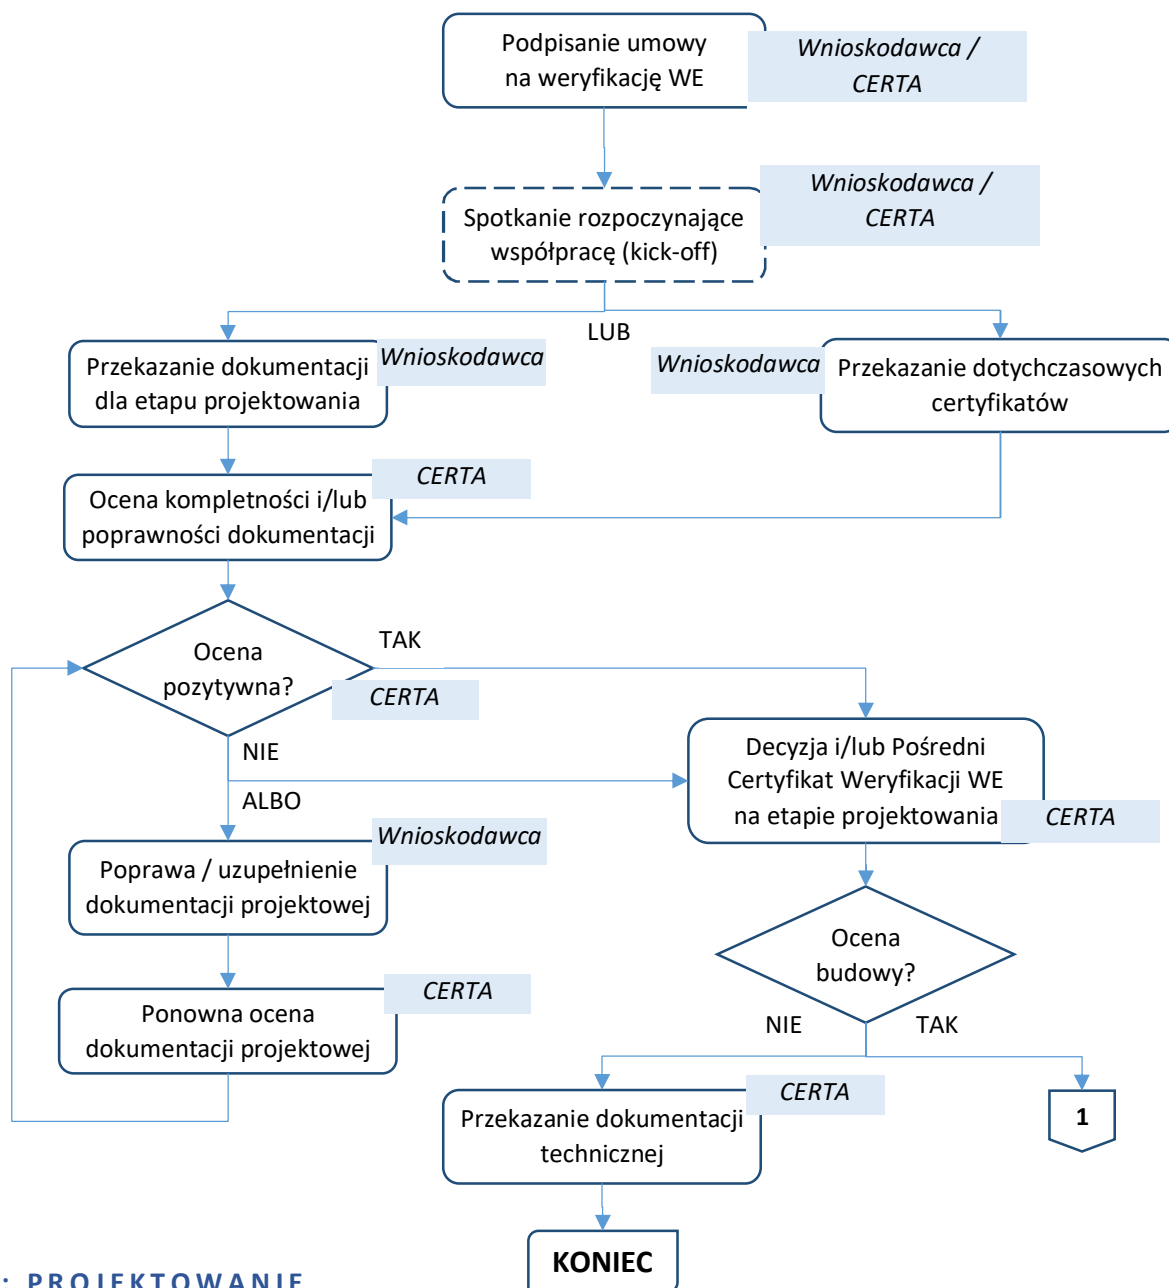 Podpisanie umowy
na weryfikację WE
Wnioskodawca /
CERTA
Spotkanie rozpoczynające
współpracę (kick-off)
Wnioskodawca /
CERTA
LUB
Przekazanie dokumentacji
dla etapu projektowania
Wnioskodawca
Wnioskodawca
Przekazanie dotychczasowych
certyfikatów
Ocena kompletności i/lub
poprawności dokumentacji
CERTA
Ocena
pozytywna?
TAK
CERTA
NIE
ALBO
Decyzja i/lub Pośredni
Certyfikat Weryfikacji WE
na etapie projektowania
CERTA
Poprawa / uzupełnienie
dokumentacji projektowej
Wnioskodawca
Ocena
budowy?
Ponowna ocena
dokumentacji projektowej
CERTA
NIE
TAK
Przekazanie dokumentacji
technicznej
CERTA
1
KONIEC
: PROJEKTOWANIE